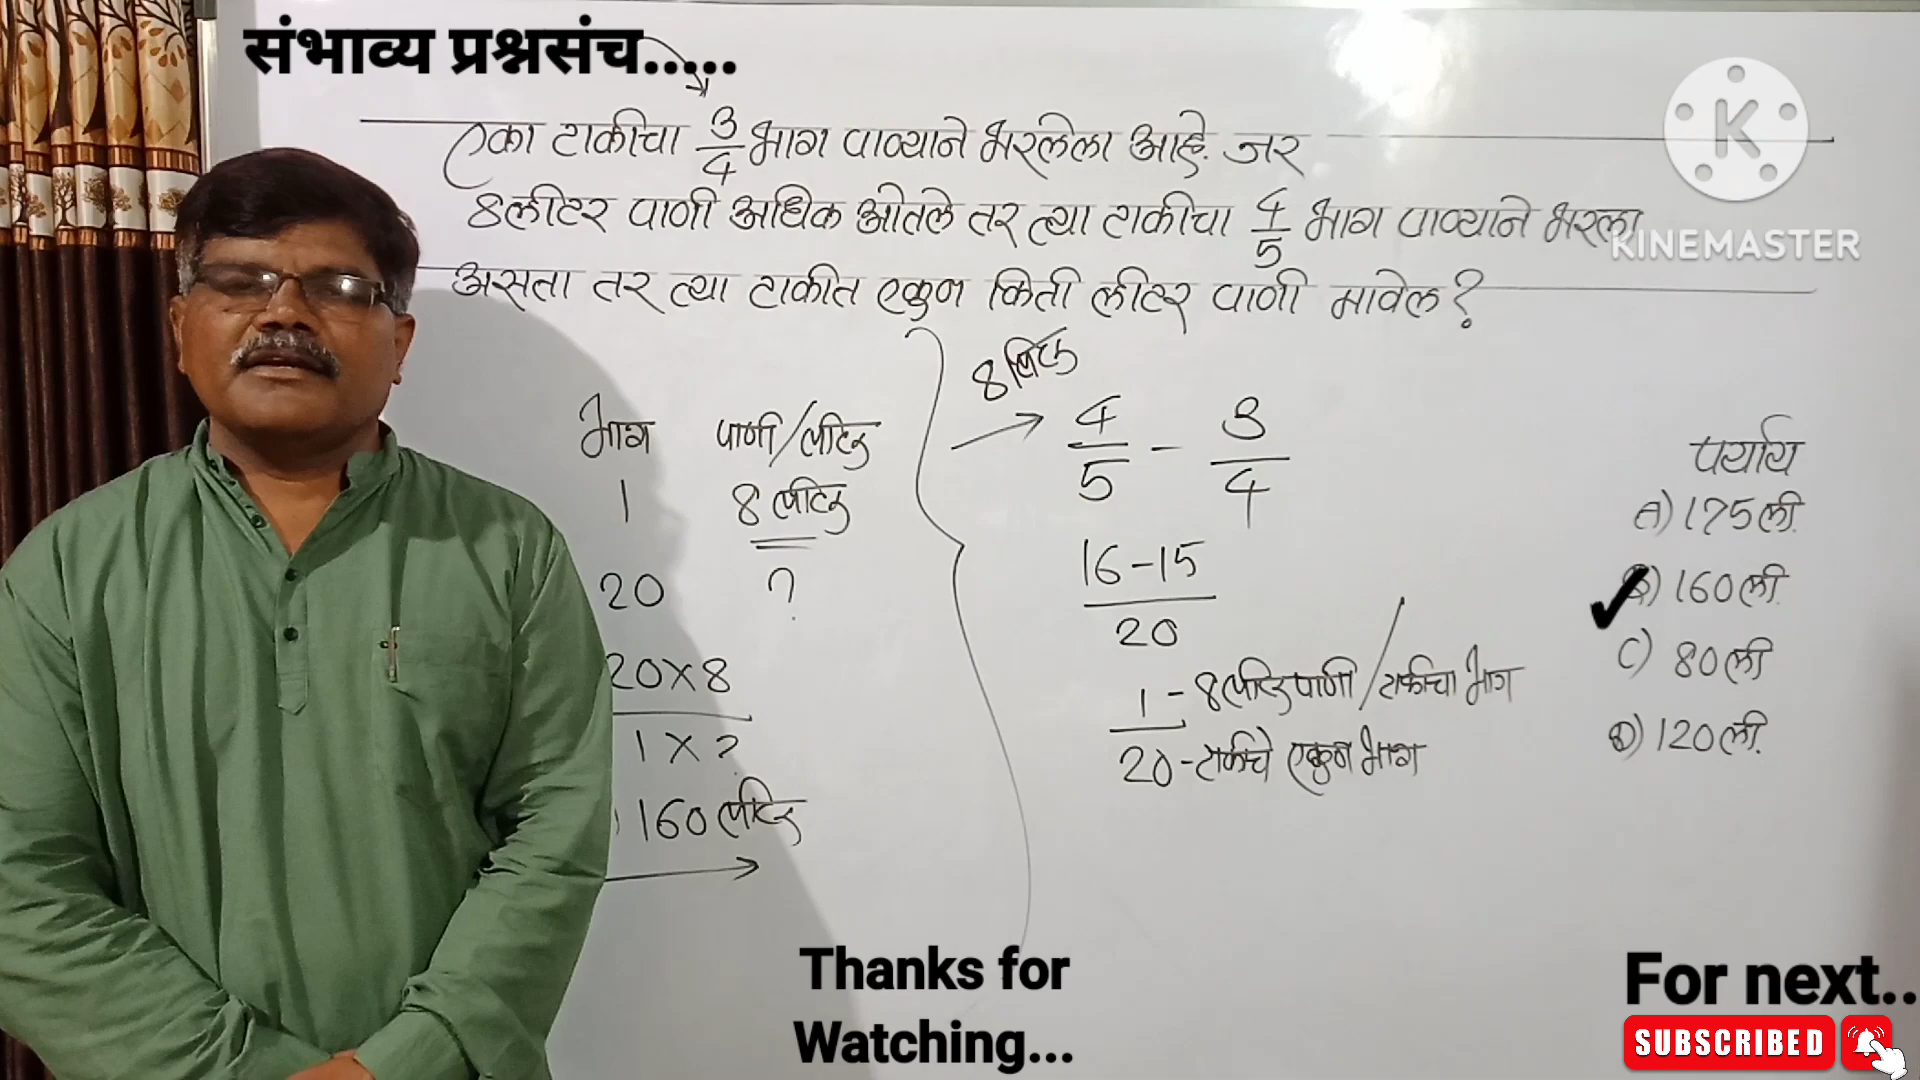 संभाव्य प्रश्नसंच.....
एका टाकीचा 3/4 भाग पाण्याने भरलेला आहे. जर
8 लीटर पाणी अधिक ओतले तर त्या टाकीचा 4/5 भाग पाण्याने भरला
असता तर त्या टाकीत एकुण किती लीटर पाणी मावेल?
K
KINEMASTER
भाग पाणी/लीटर
1 8 लीटर
20 ?
20×8
1×?
160 लीटर
8 लिटर
4/5 - 3/4
16-15
20
1 - 8 लीटर पाणी / टाकीचा भाग
20 - टाकीचे एकुण भाग
पर्याय
A) 175 ली.
B) 160 ली.
C) 80 ली
D) 120 ली.
Thanks for
Watching...
For next..
SUBSCRIBED